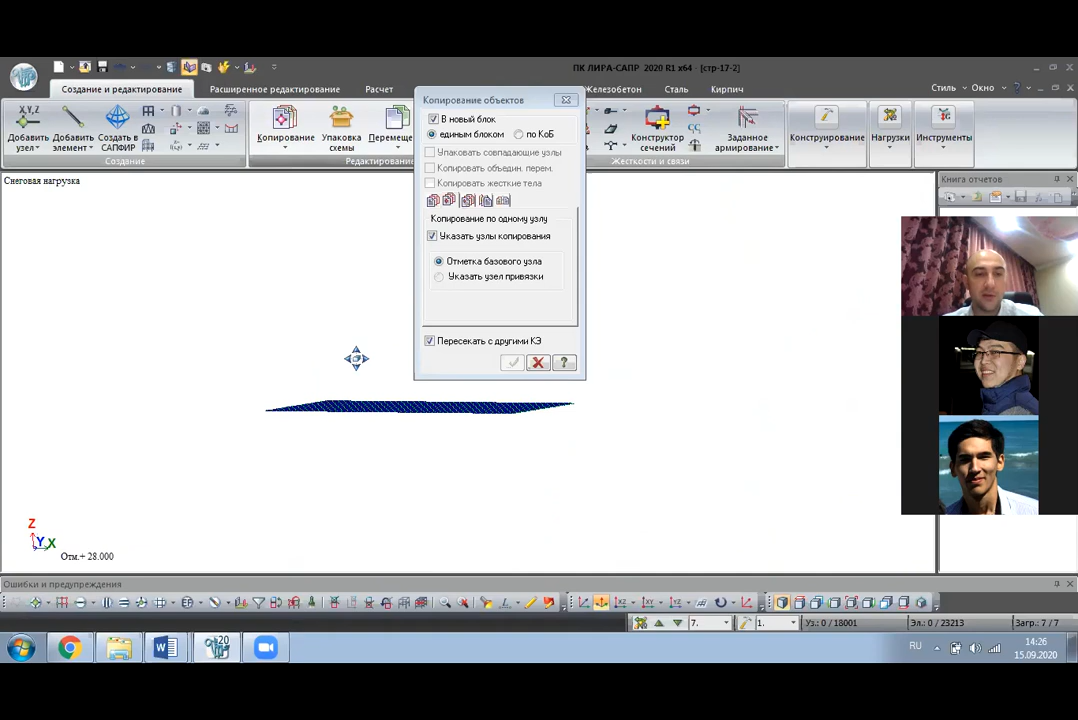 ПК ЛИРА-САПР 2020 R1 x64 - [стр-17-2]
Создание и редактирование
Расширенное редактирование
Расчет
Железобетон
Сталь
Кирпич
Стиль
Окно
Добавить узел
Добавить элемент
Создать в САПФИР
Копирование
Упаковка схемы
Перемеще
Конструктор сечений
Заданное армирование
Конструирование
Нагрузки
Инструменты
Создание
Редактирование
Жесткости и связи
Снеговая нагрузка
Копирование объектов
В новый блок
единым блоком
по КоБ
Упаковать совпадающие узлы
Копировать объедин. перем.
Копировать жесткие тела
Копирование по одному узлу
Указать узлы копирования
Отметка базового узла
Указать узел привязки
Пересекать с другими КЭ
Книга отчетов
Z
Y X
Отм.+ 28.000
Ошибки и предупреждения
7.
1.
Уз.: 0 / 18001
Эл.: 0 / 23213
Загр.: 7 / 7
RU
14:26
15.09.2020